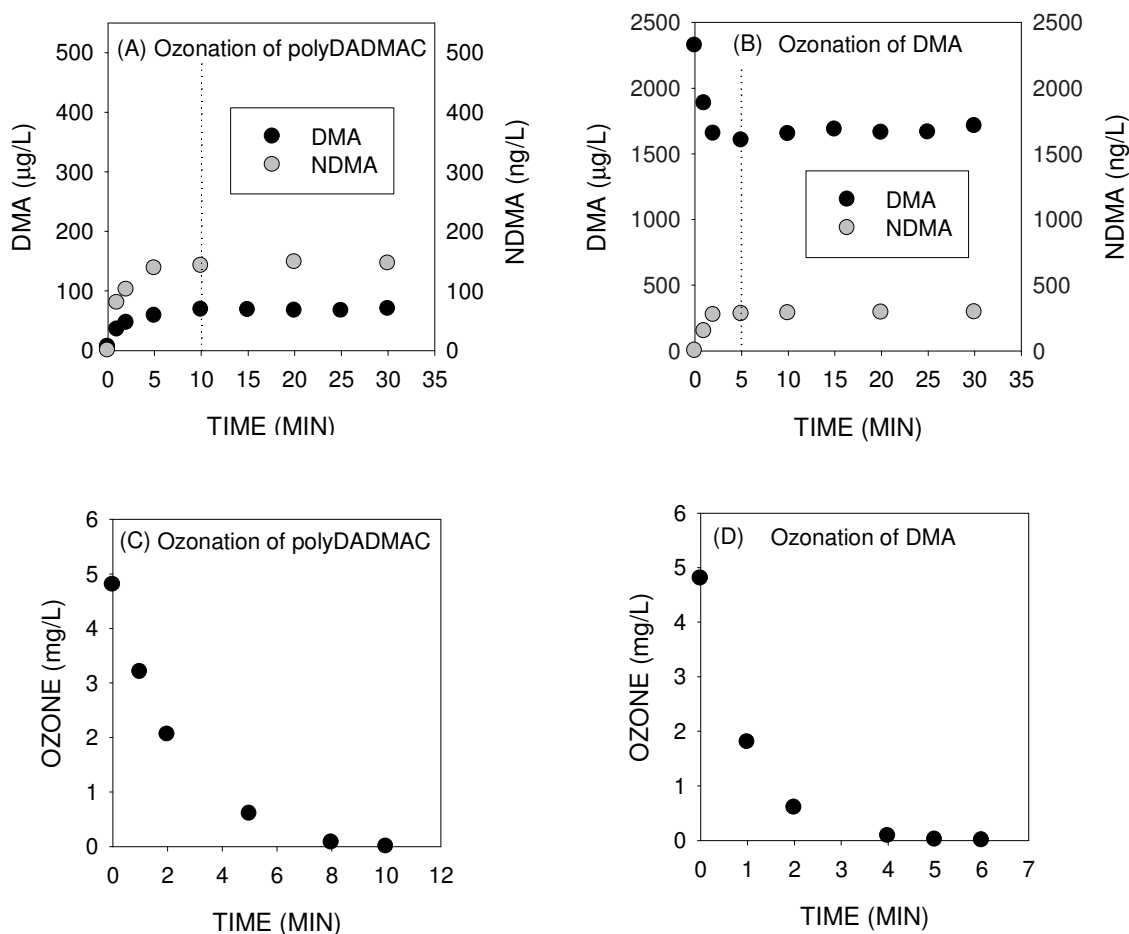 (A) Ozonation of polyDADMAC
500
400
300
200
100
0
500
400
300
200
100
0
DMA (µg/L)
NDMA (ng/L)
DMA
NDMA
0 5 10 15 20 25 30 35
TIME (MIN)
(B) Ozonation of DMA
2500
2000
1500
1000
500
0
2500
2000
1500
1000
500
0
DMA (µg/L)
NDMA (ng/L)
DMA
NDMA
0 5 10 15 20 25 30 35
TIME (MIN)
(C) Ozonation of polyDADMAC
6
5
4
3
2
1
0
OZONE (mg/L)
0 2 4 6 8 10 12
TIME (MIN)
(D) Ozonation of DMA
6
5
4
3
2
1
0
OZONE (mg/L)
0 1 2 3 4 5 6 7
TIME (MIN)